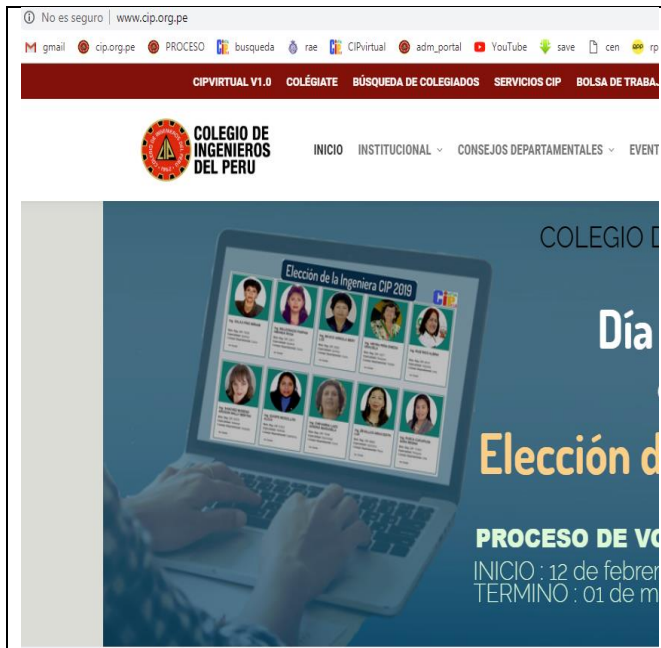 No es seguro | www.cip.org.pe
gmail cip.org.pe PROCESO busqueda rae CIPvirtual adm_portal YouTube save cen rp
CIPVIRTUAL V1.0 COLÉGIATE BÚSQUEDA DE COLEGIADOS SERVICIOS CIP BOLSA DE TRABAJ
COLEGIO DE
INGENIEROS
DEL PERU
INICIO INSTITUCIONAL CONSEJOS DEPARTAMENTALES EVENT
COLEGIO D
Elección de la Ingeniera CIP 2019
CIP
Día
Elección d
PROCESO DE VO
INICIO : 12 de febrer
TERMINO : 01 de m